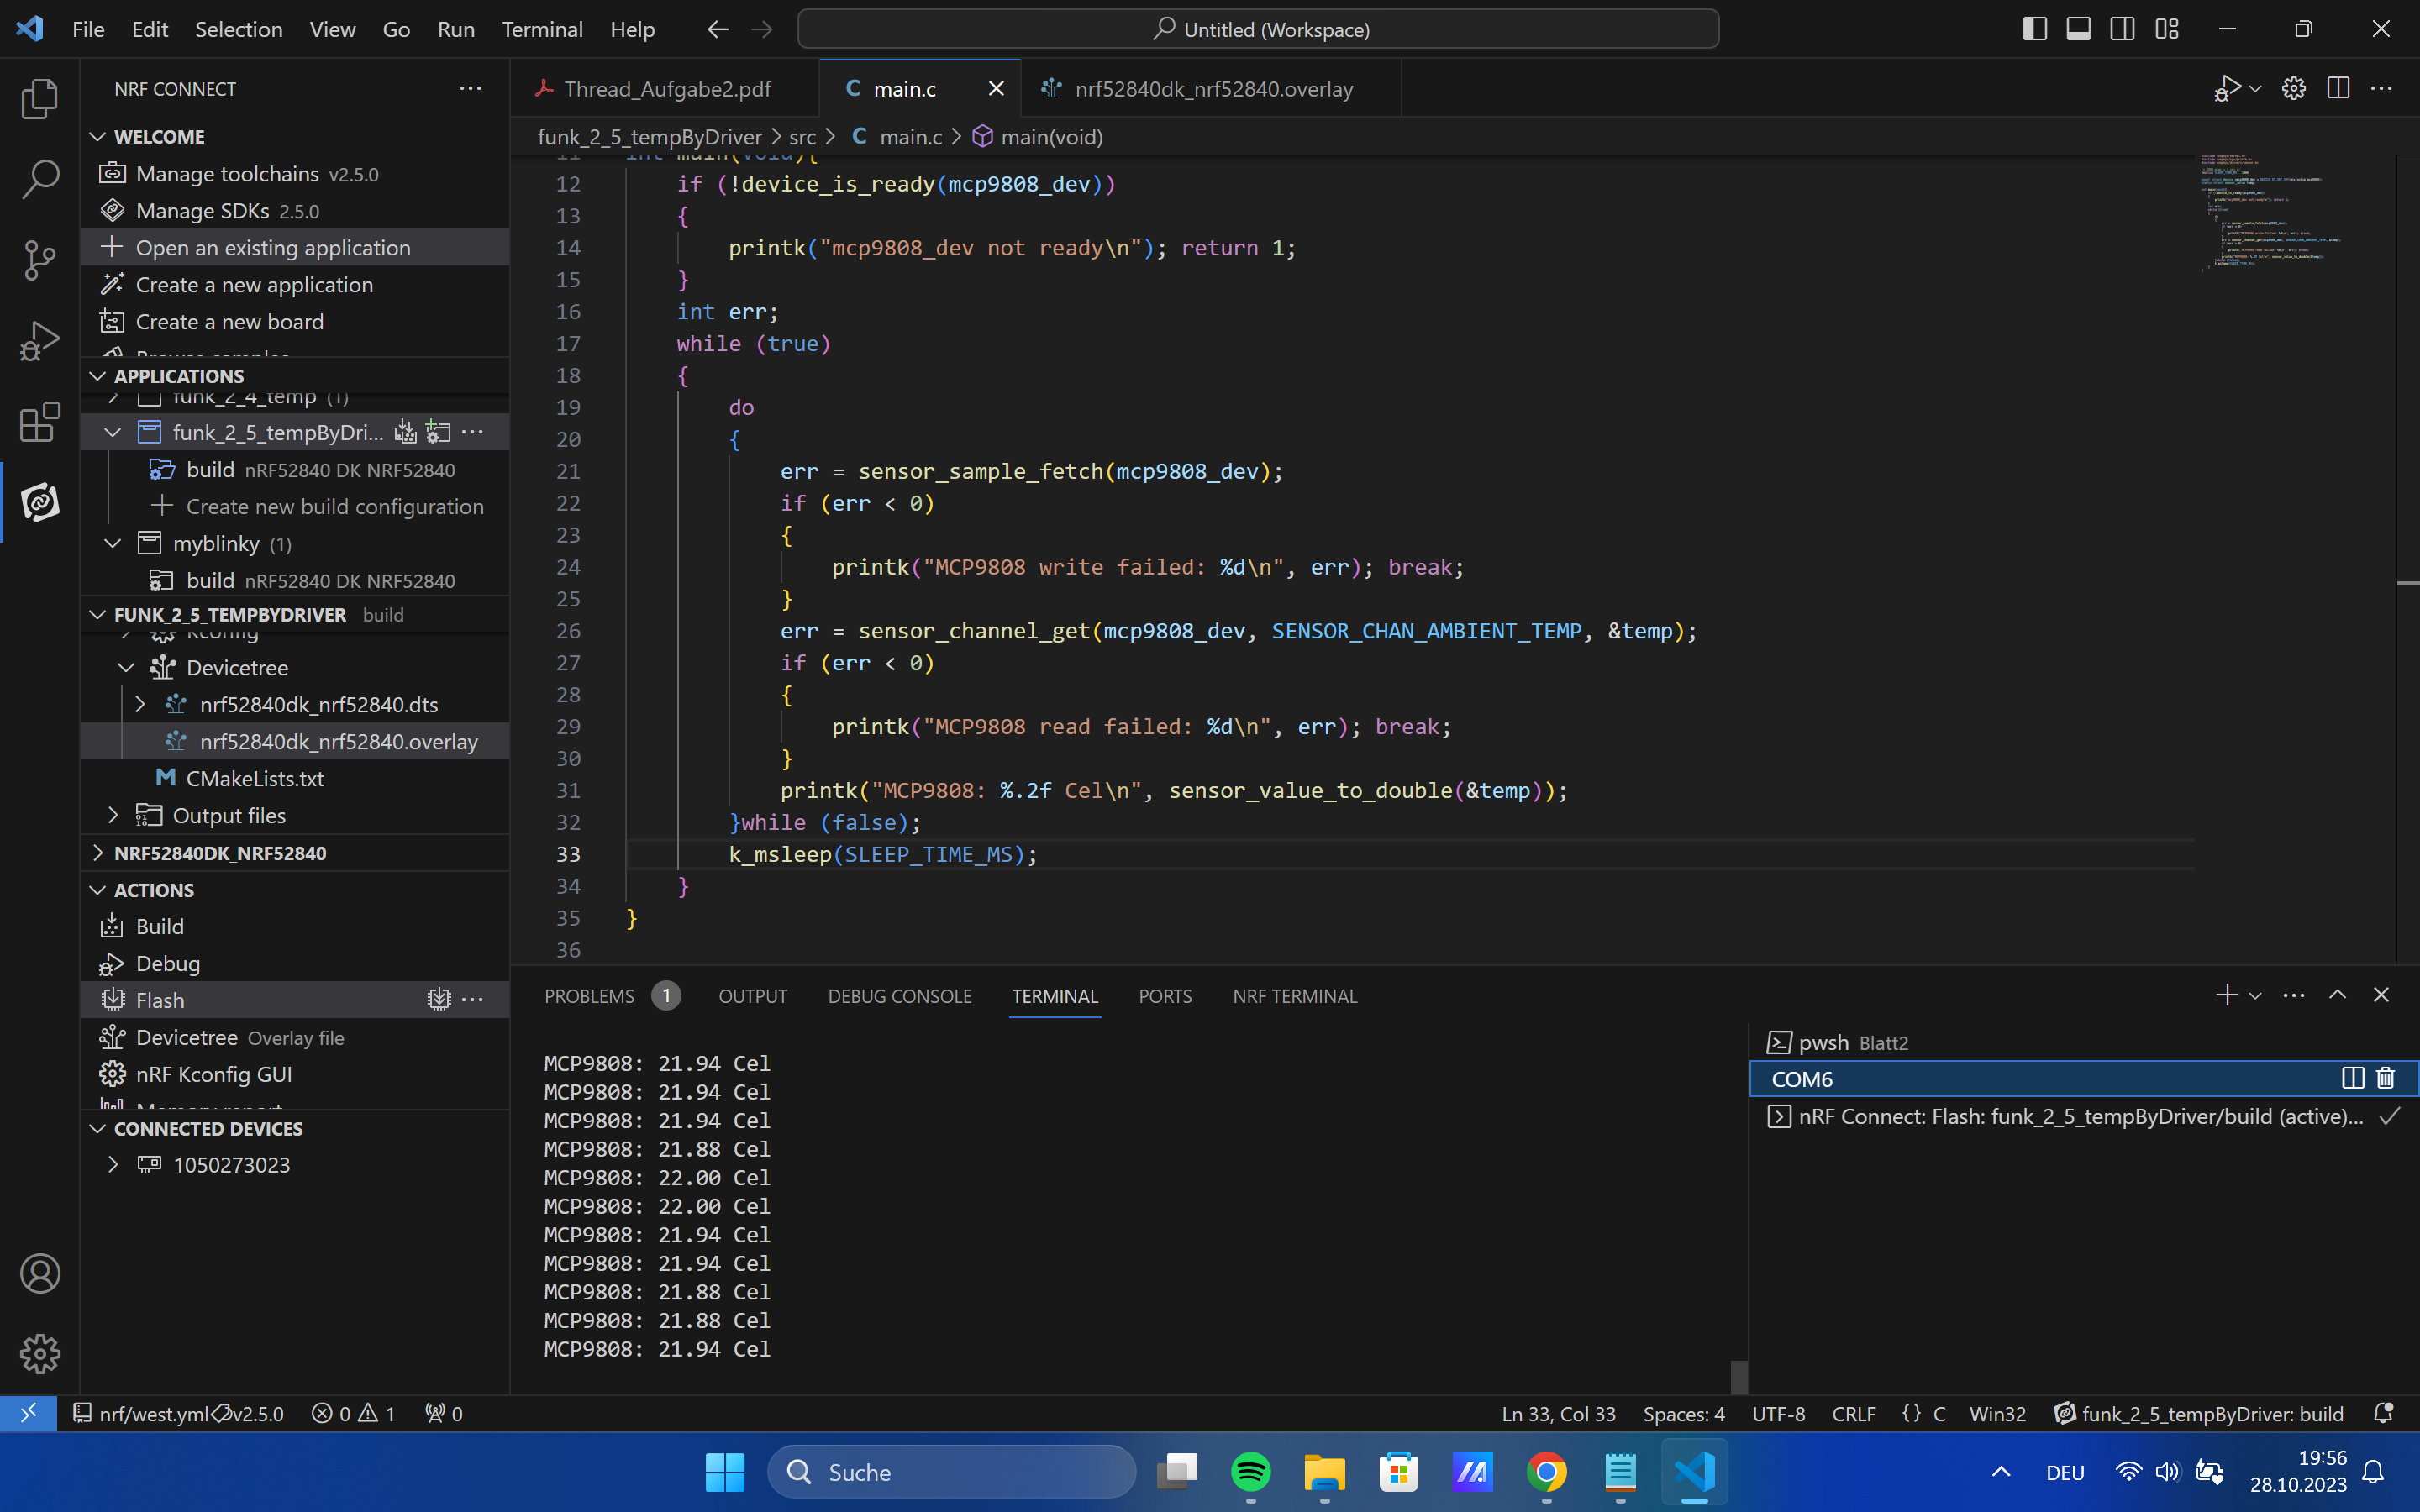 File Edit Selection View Go Run Terminal Help
Untitled (Workspace)
NRF CONNECT
WELCOME
Manage toolchains v2.5.0
Manage SDKs 2.5.0
Open an existing application
Create a new application
Create a new board
APPLICATIONS
funk_2_4_temp (1)
funk_2_5_tempByDri...
build nRF52840 DK NRF52840
Create new build configuration
myblinky (1)
build nRF52840 DK NRF52840
FUNK_2_5_TEMPBYDRIVER build
Kconfig
Devicetree
nrf52840dk_nrf52840.dts
nrf52840dk_nrf52840.overlay
CMakeLists.txt
Output files
NRF52840DK_NRF52840
ACTIONS
Build
Debug
Flash
Devicetree Overlay file
nRF Kconfig GUI
Memory report
CONNECTED DEVICES
1050273023
Thread_Aufgabe2.pdf
C main.c
nrf52840dk_nrf52840.overlay
funk_2_5_tempByDriver > src > C main.c > main(void)
11 int main(void){
12 if (!device_is_ready(mcp9808_dev))
13 {
14 printk("mcp9808_dev not ready\n"); return 1;
15 }
16 int err;
17 while (true)
18 {
19 do
20 {
21 err = sensor_sample_fetch(mcp9808_dev);
22 if (err < 0)
23 {
24 printk("MCP9808 write failed: %d\n", err); break;
25 }
26 err = sensor_channel_get(mcp9808_dev, SENSOR_CHAN_AMBIENT_TEMP, &temp);
27 if (err < 0)
28 {
29 printk("MCP9808 read failed: %d\n", err); break;
30 }
31 printk("MCP9808: %.2f Cel\n", sensor_value_to_double(&temp));
32 }while (false);
33 k_msleep(SLEEP_TIME_MS);
34 }
35 }
36
PROBLEMS 1 OUTPUT DEBUG CONSOLE TERMINAL PORTS NRF TERMINAL
MCP9808: 21.94 Cel
MCP9808: 21.94 Cel
MCP9808: 21.94 Cel
MCP9808: 21.88 Cel
MCP9808: 22.00 Cel
MCP9808: 22.00 Cel
MCP9808: 21.94 Cel
MCP9808: 21.94 Cel
MCP9808: 21.88 Cel
MCP9808: 21.88 Cel
MCP9808: 21.94 Cel
pwsh Blatt2
COM6
nRF Connect: Flash: funk_2_5_tempByDriver/build (active)...
nrf/west.yml v2.5.0 0 1 0
Ln 33, Col 33 Spaces: 4 UTF-8 CRLF {} C Win32 funk_2_5_tempByDriver: build
Suche
DEU
19:56
28.10.2023